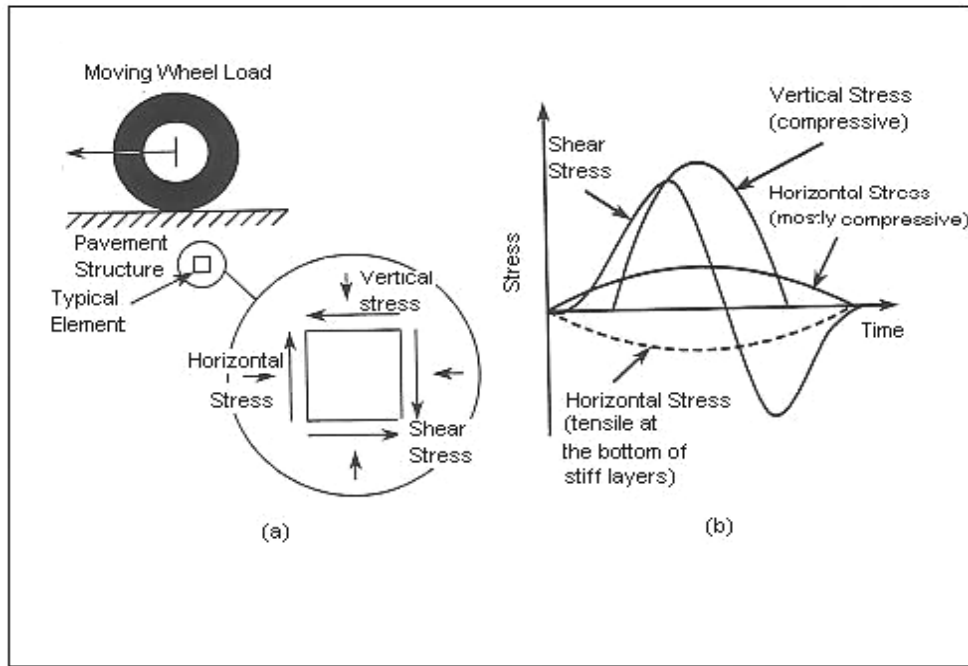 Moving Wheel Load
Pavement
Structure
Typical
Element
Vertical
stress
Horizontal
Stress
Shear
Stress
(a)
Stress
Shear
Stress
Vertical Stress
(compressive)
Horizontal Stress
(mostly compressive)
Time
Horizontal Stress
(tensile at
the bottom of
stiff layers)
(b)